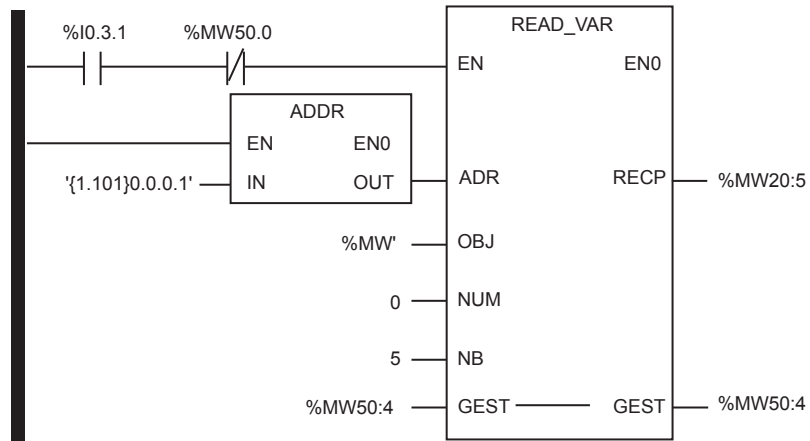 READ_VAR
%I0.3.1 %MW50.0
EN EN0
ADDR
EN EN0
'{1.101}0.0.0.1' IN OUT ADR RECP %MW20:5
%MW' OBJ
0 NUM
5 NB
%MW50:4 GEST GEST %MW50:4